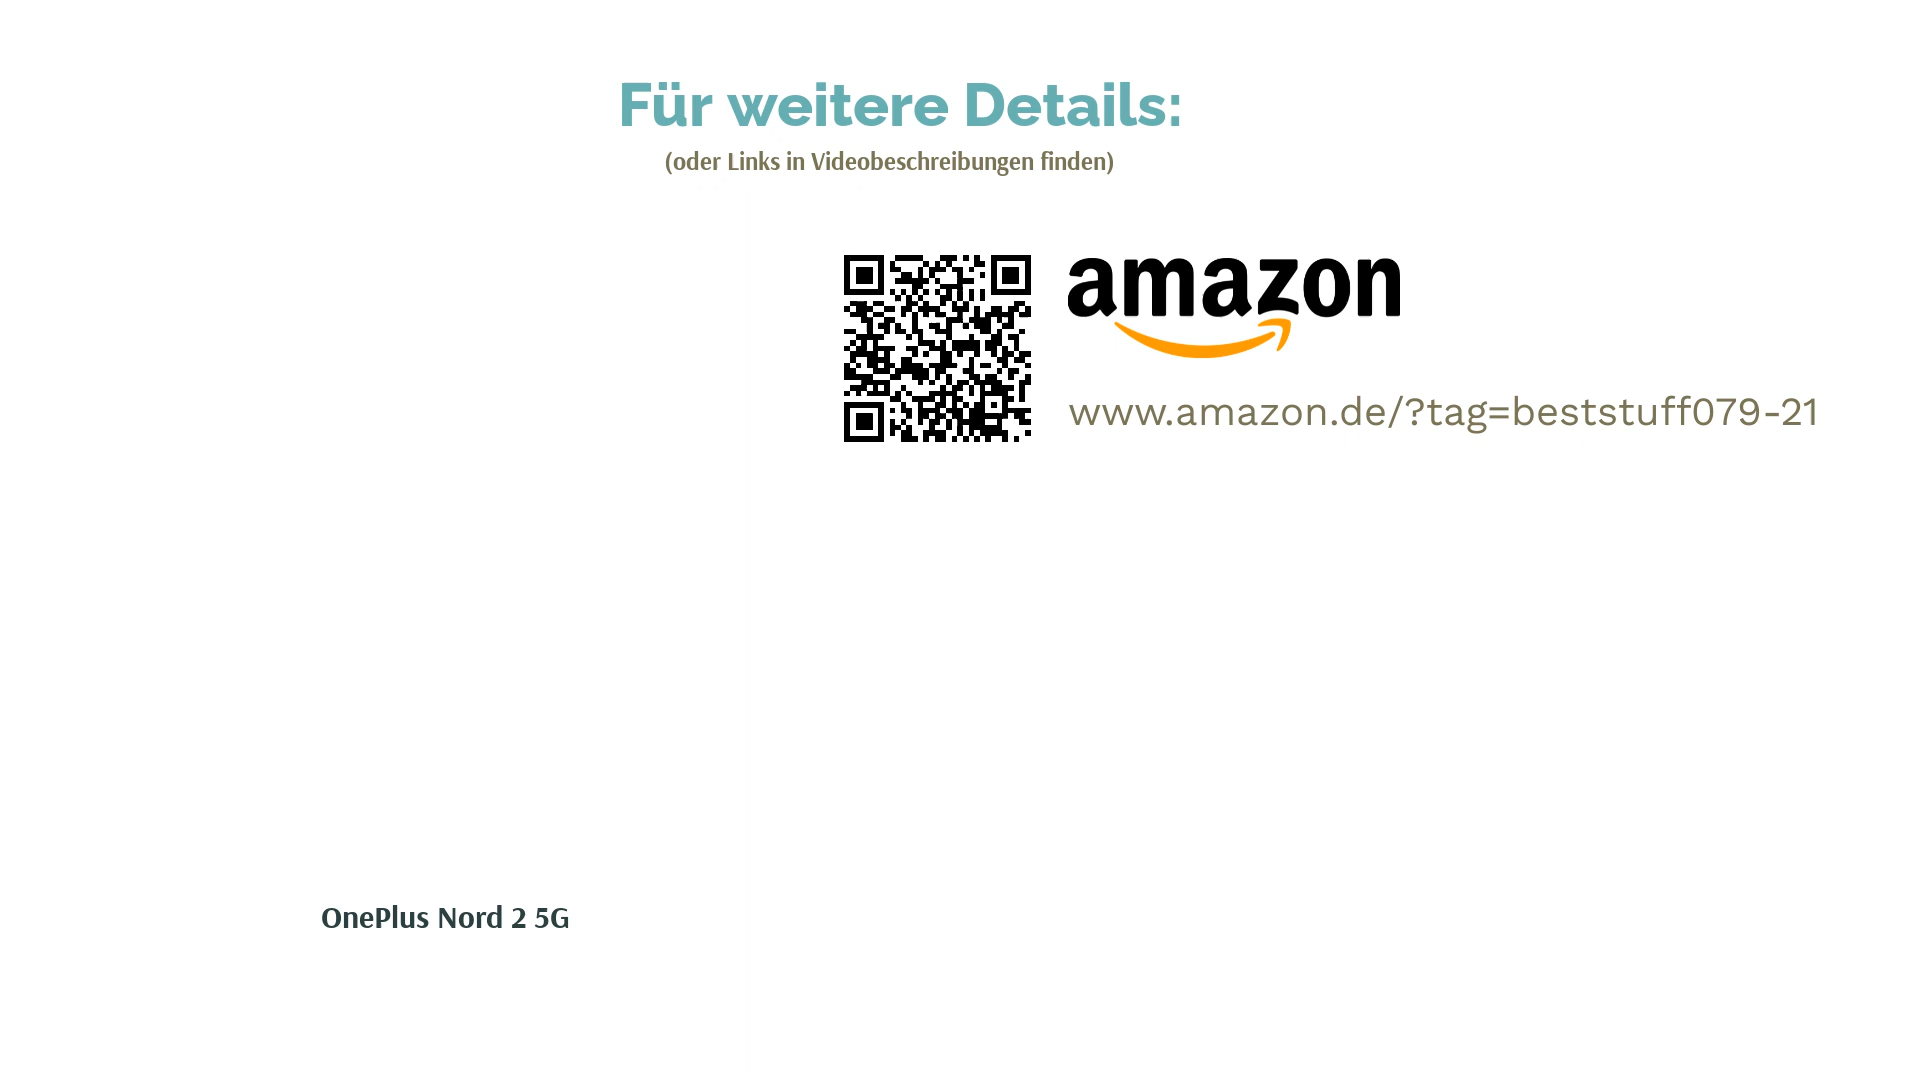 Für weitere Details:
(oder Links in Videobeschreibungen finden)
amazon
www.amazon.de/?tag=beststuff079-21
OnePlus Nord 2 5G